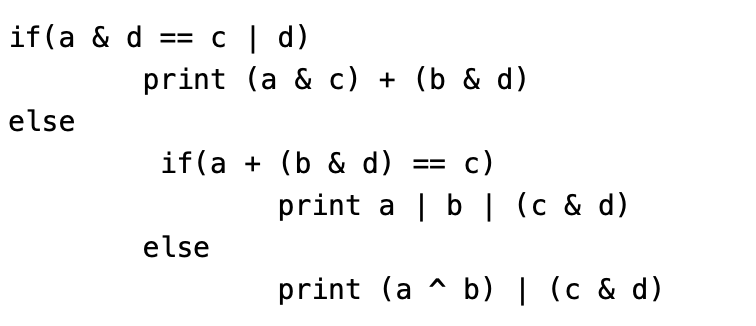 if(a & d == c | d)
print (a & c) + (b & d)
else
if(a + (b & d) == c)
print a | b | (c & d)
else
print (a ^ b) | (c & d)